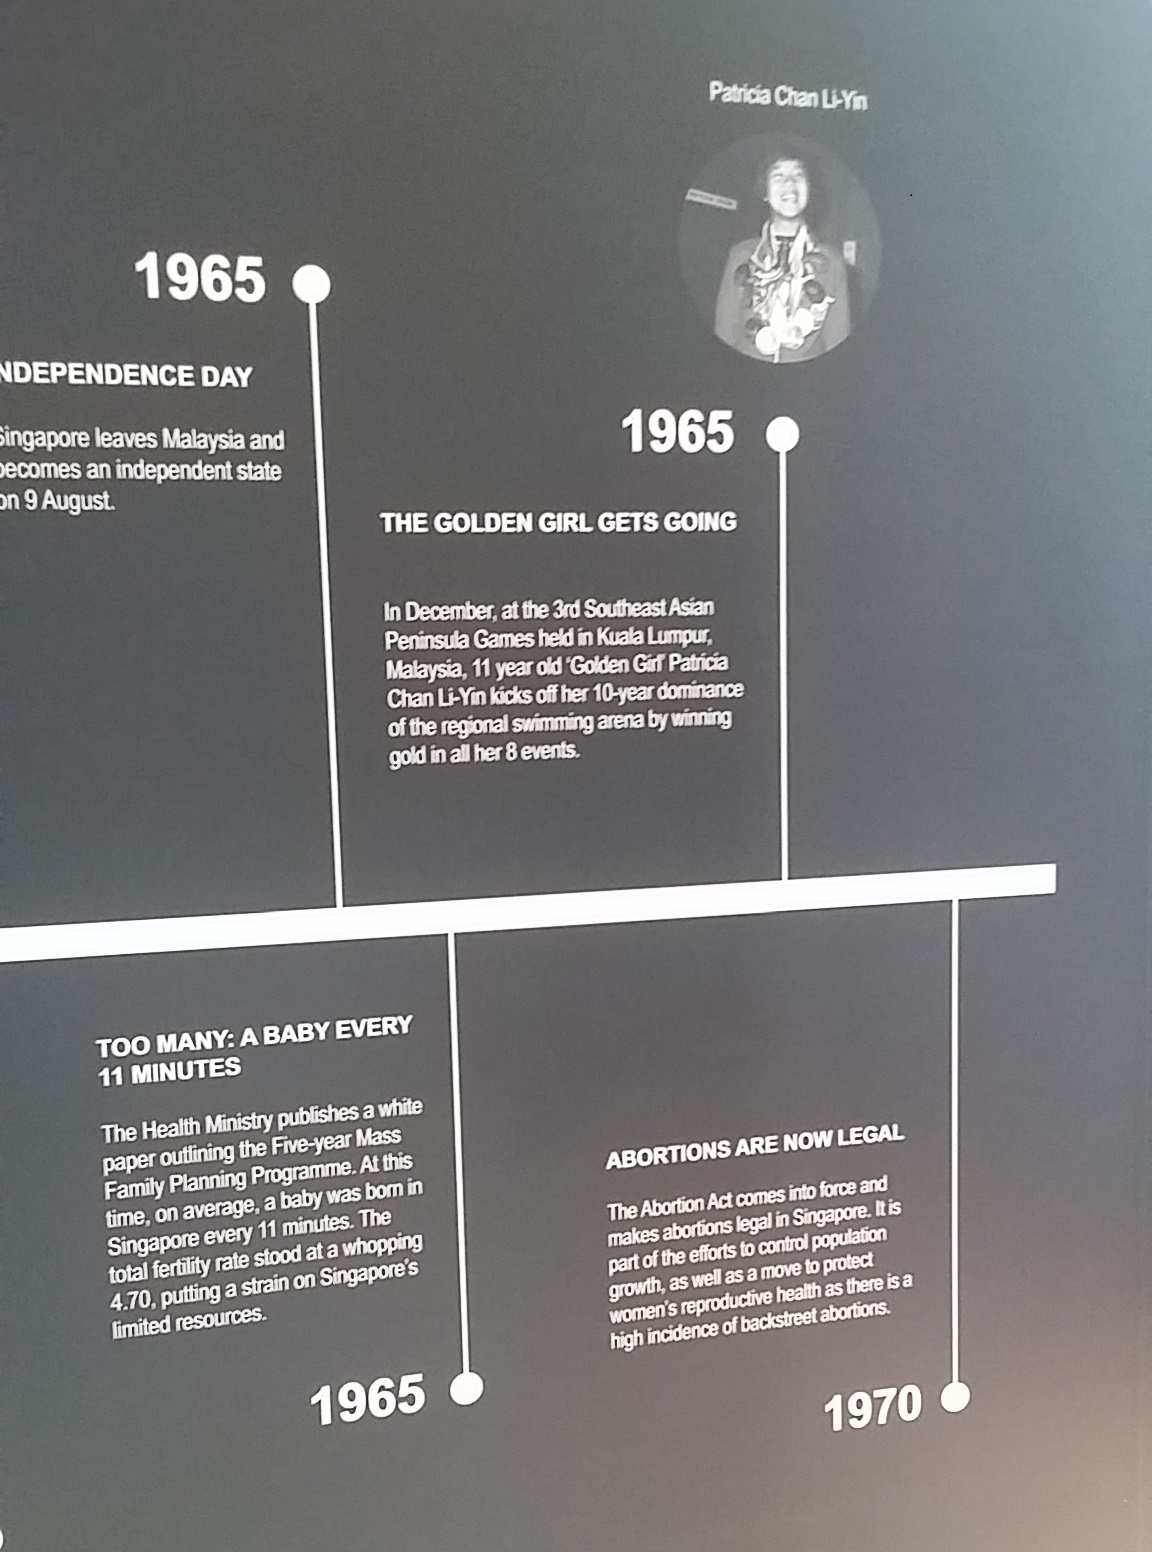 Patricia Chan Li-Yin
1965
NDEPENDENCE DAY
Singapore leaves Malaysia and
becomes an independent state
on 9 August.
1965
THE GOLDEN GIRL GETS GOING
In December, at the 3rd Southeast Asian
Peninsula Games held in Kuala Lumpur,
Malaysia, 11 year old 'Golden Girl' Patricia
Chan Li-Yin kicks off her 10-year dominance
of the regional swimming arena by winning
gold in all her 8 events.
TOO MANY: A BABY EVERY
11 MINUTES
The Health Ministry publishes a white
paper outlining the Five-year Mass
Family Planning Programme. At this
time, on average, a baby was born in
Singapore every 11 minutes. The
total fertility rate stood at a whopping
4.70, putting a strain on Singapore's
limited resources.
1965
ABORTIONS ARE NOW LEGAL
The Abortion Act comes into force and
makes abortions legal in Singapore. It is
part of the efforts to control population
growth, as well as a move to protect
women's reproductive health as there is a
high incidence of backstreet abortions.
1970